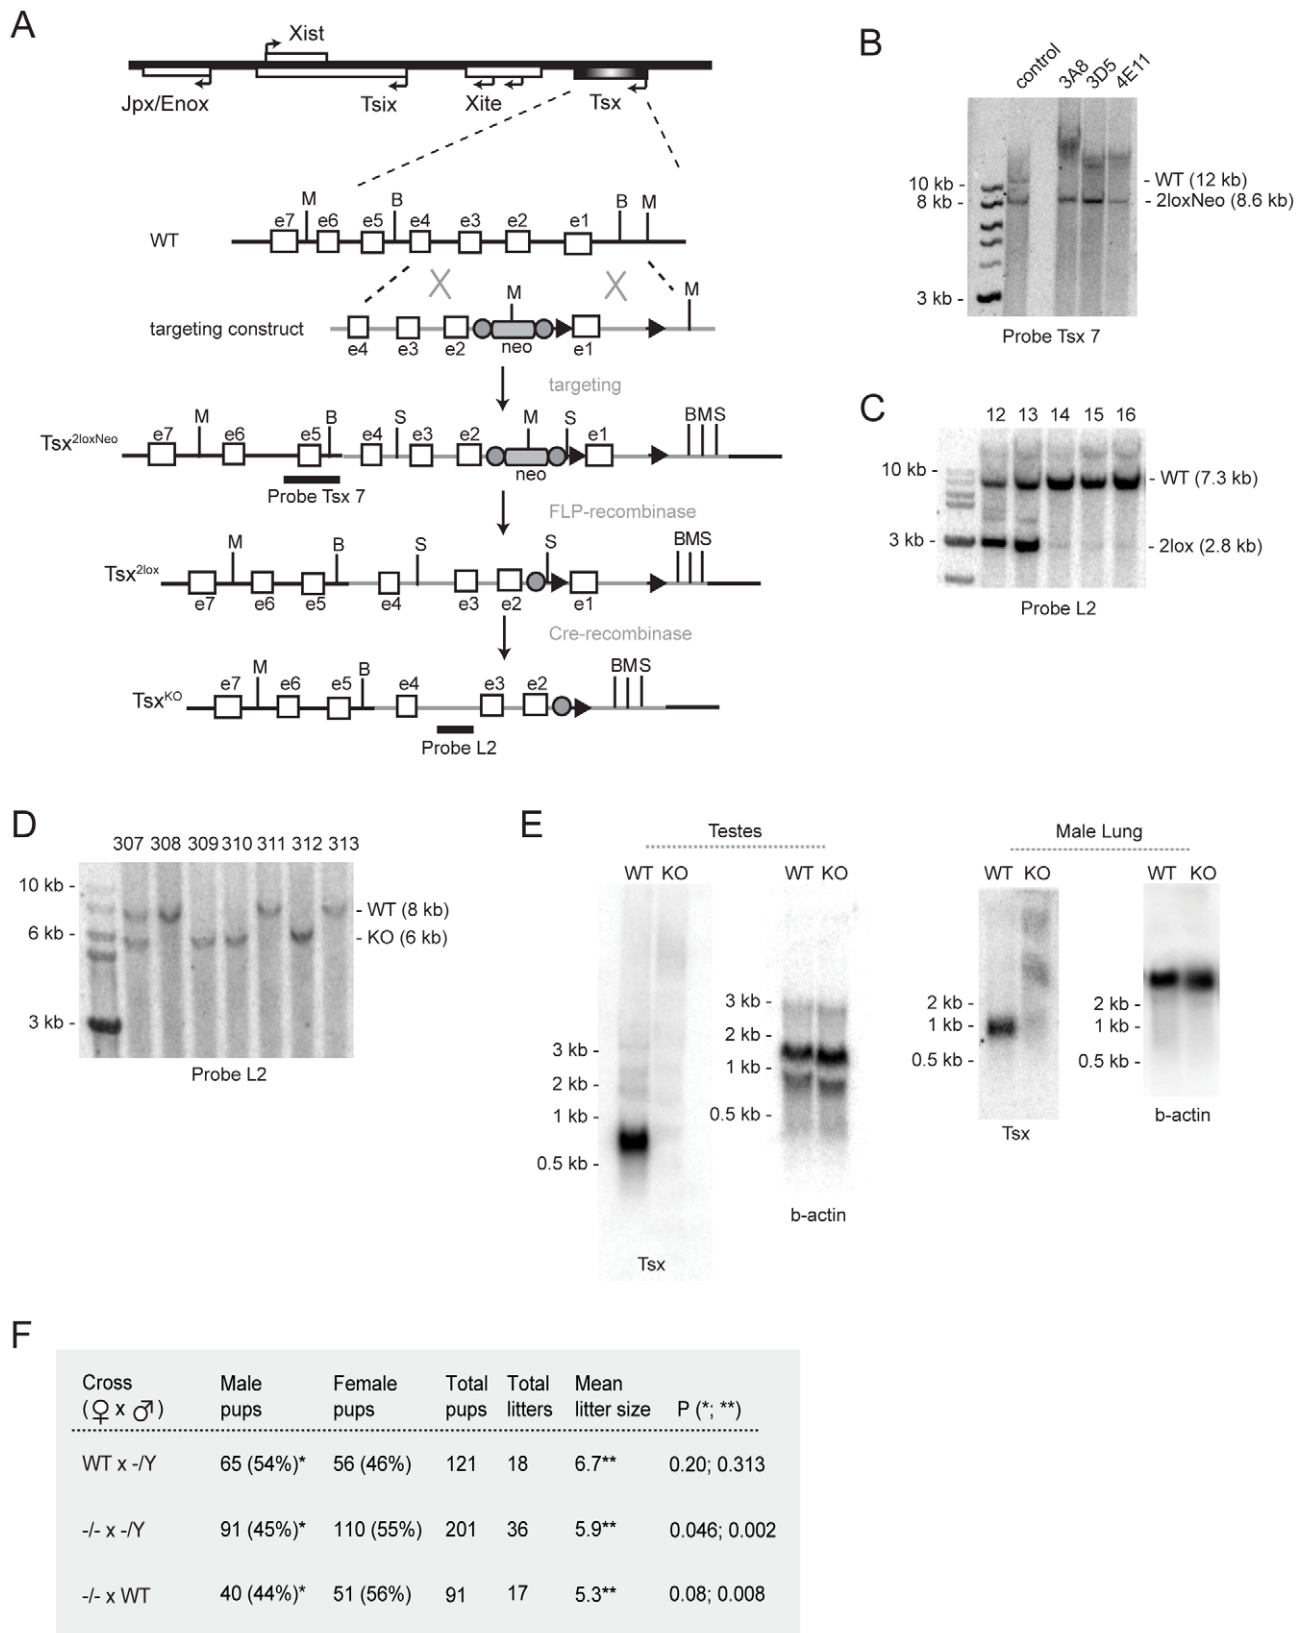 A
Xist
Jpx/Enox
Tsix
Xite
Tsx
M B B M
e7 e6 e5 e4 e3 e2 e1
WT
M M
targeting construct
e4 e3 e2 neo e1
targeting
M B S M S BMS
Tsx2loxNeo
e7 e6 e5 e4 e3 e2 e1
neo
Probe Tsx 7
FLP-recombinase
M B S S BMS
Tsx2lox
e7 e6 e5 e4 e3 e2 e1
Cre-recombinase
M B BMS
TsxKO
e7 e6 e5 e4 e3 e2
Probe L2
B
control 3A8 3D5 4E11
10 kb - - WT (12 kb)
8 kb - - 2loxNeo (8.6 kb)
3 kb -
Probe Tsx 7
C
12 13 14 15 16
10 kb - - WT (7.3 kb)
3 kb - - 2lox (2.8 kb)
Probe L2
D
307 308 309 310 311 312 313
10 kb - - WT (8 kb)
6 kb - - KO (6 kb)
3 kb -
Probe L2
E
Testes
WT KO
3 kb -
2 kb -
1 kb -
0.5 kb -
Tsx
WT KO
3 kb -
2 kb -
1 kb -
0.5 kb -
b-actin
Male Lung
WT KO
2 kb -
1 kb -
0.5 kb -
Tsx
WT KO
2 kb -
1 kb -
0.5 kb -
b-actin
F
Cross Male Female Total Total Mean
(♀ x ♂) pups pups pups litters litter size P (*; **)
WT x -/Y 65 (54%)* 56 (46%) 121 18 6.7** 0.20; 0.313
-/- x -/Y 91 (45%)* 110 (55%) 201 36 5.9** 0.046; 0.002
-/- x WT 40 (44%)* 51 (56%) 91 17 5.3** 0.08; 0.008